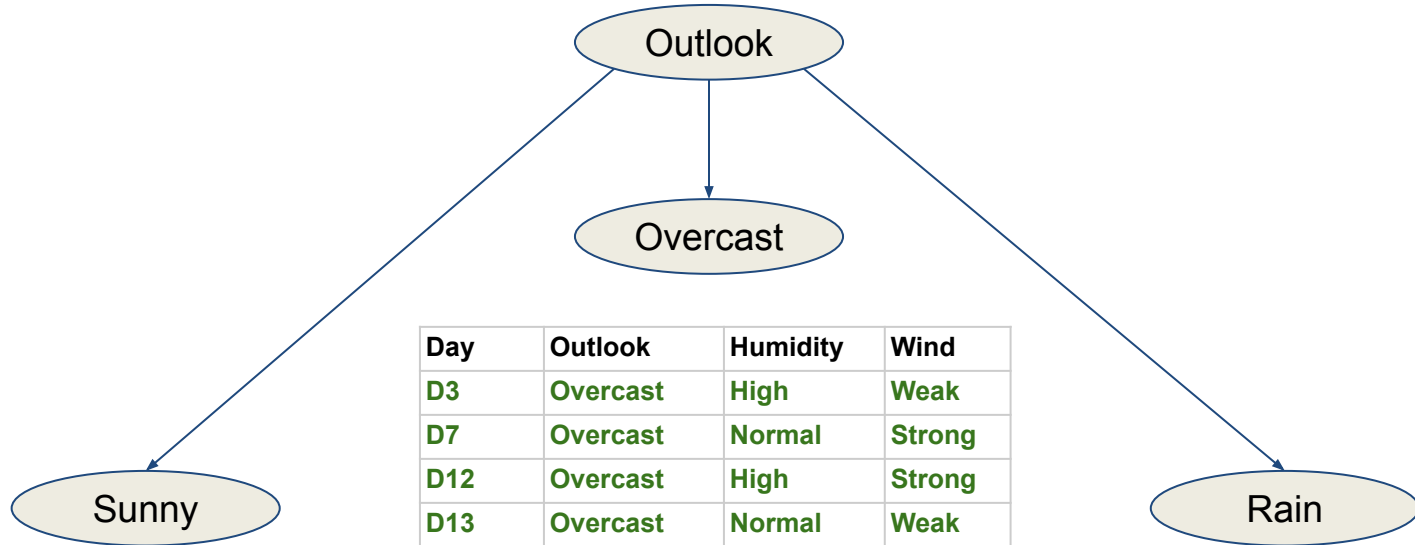 Outlook
Overcast
Day Outlook Humidity Wind
D3 Overcast High Weak
D7 Overcast Normal Strong
D12 Overcast High Strong
D13 Overcast Normal Weak
Sunny
Rain